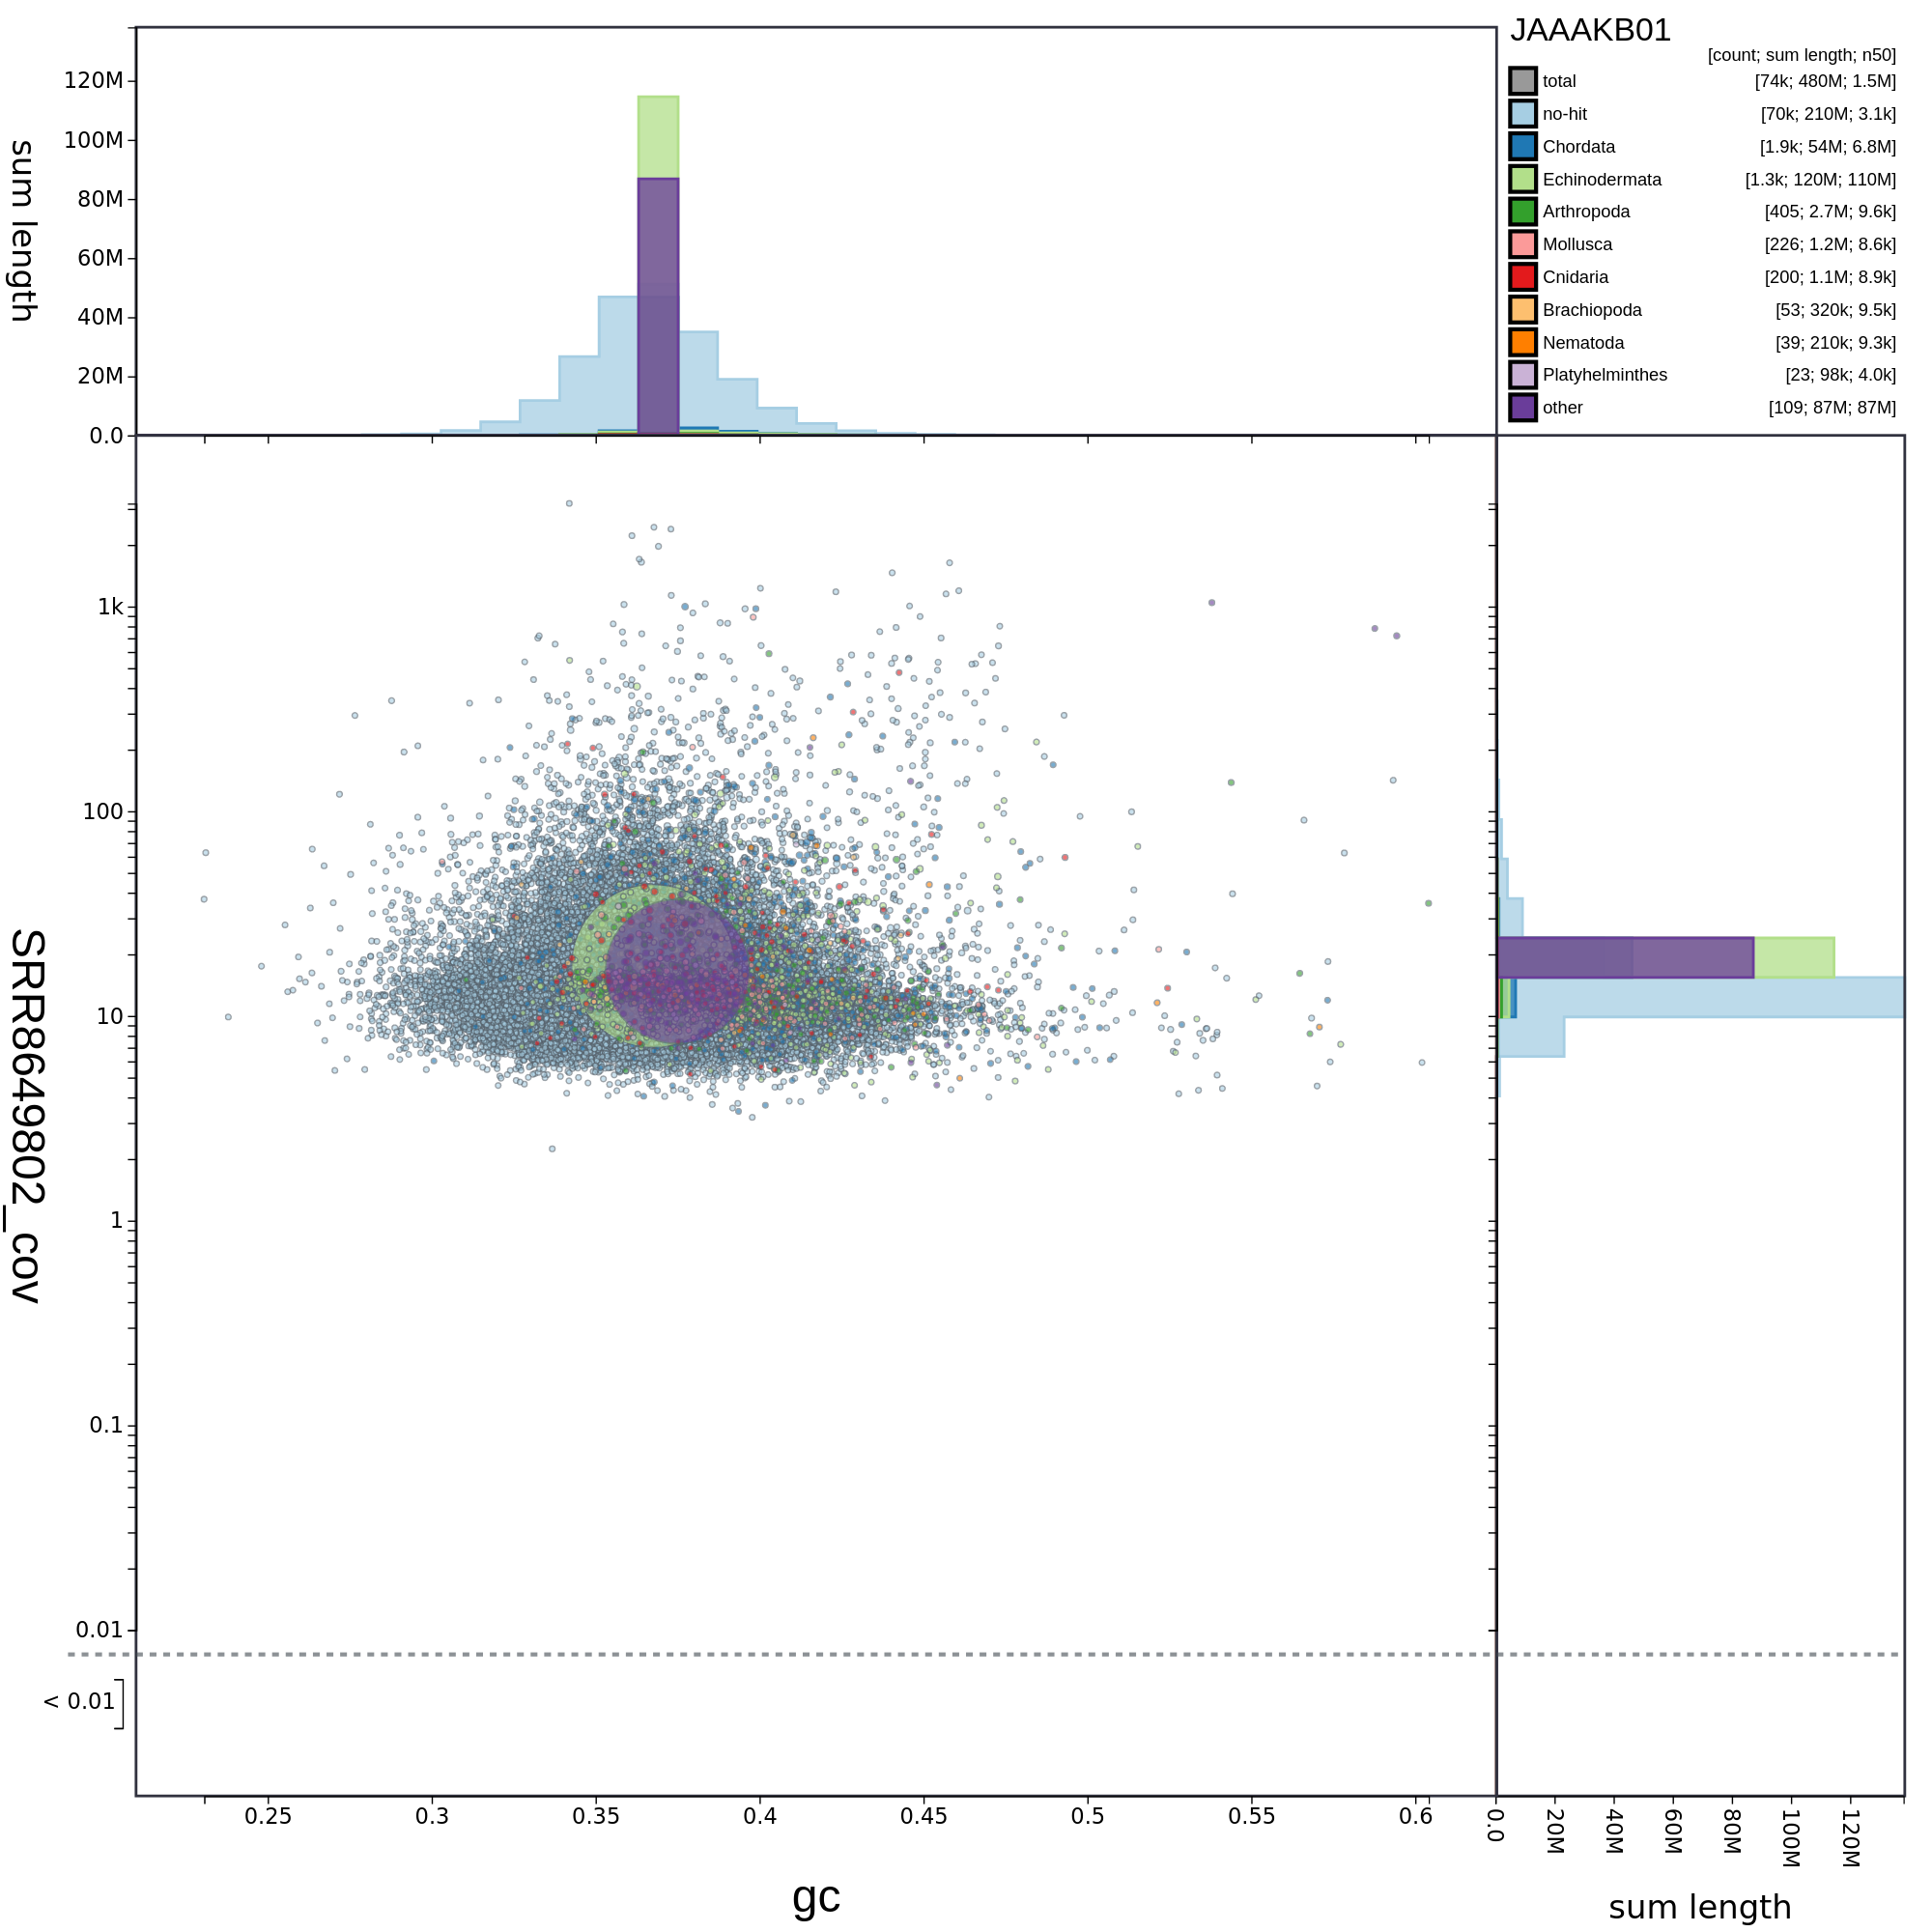 JAAAKB01
[count; sum length; n50]
total [74k; 480M; 1.5M]
no-hit [70k; 210M; 3.1k]
Chordata [1.9k; 54M; 6.8M]
Echinodermata [1.3k; 120M; 110M]
Arthropoda [405; 2.7M; 9.6k]
Mollusca [226; 1.2M; 8.6k]
Cnidaria [200; 1.1M; 8.9k]
Brachiopoda [53; 320k; 9.5k]
Nematoda [39; 210k; 9.3k]
Platyhelminthes [23; 98k; 4.0k]
other [109; 87M; 87M]
sum length
120M
100M
80M
60M
40M
20M
0.0
SRR8649802_cov
1k
100
10
1
0.1
0.01
< 0.01
0.25 0.3 0.35 0.4 0.45 0.5 0.55 0.6
gc
0.0 20M 40M 60M 80M 100M 120M
sum length